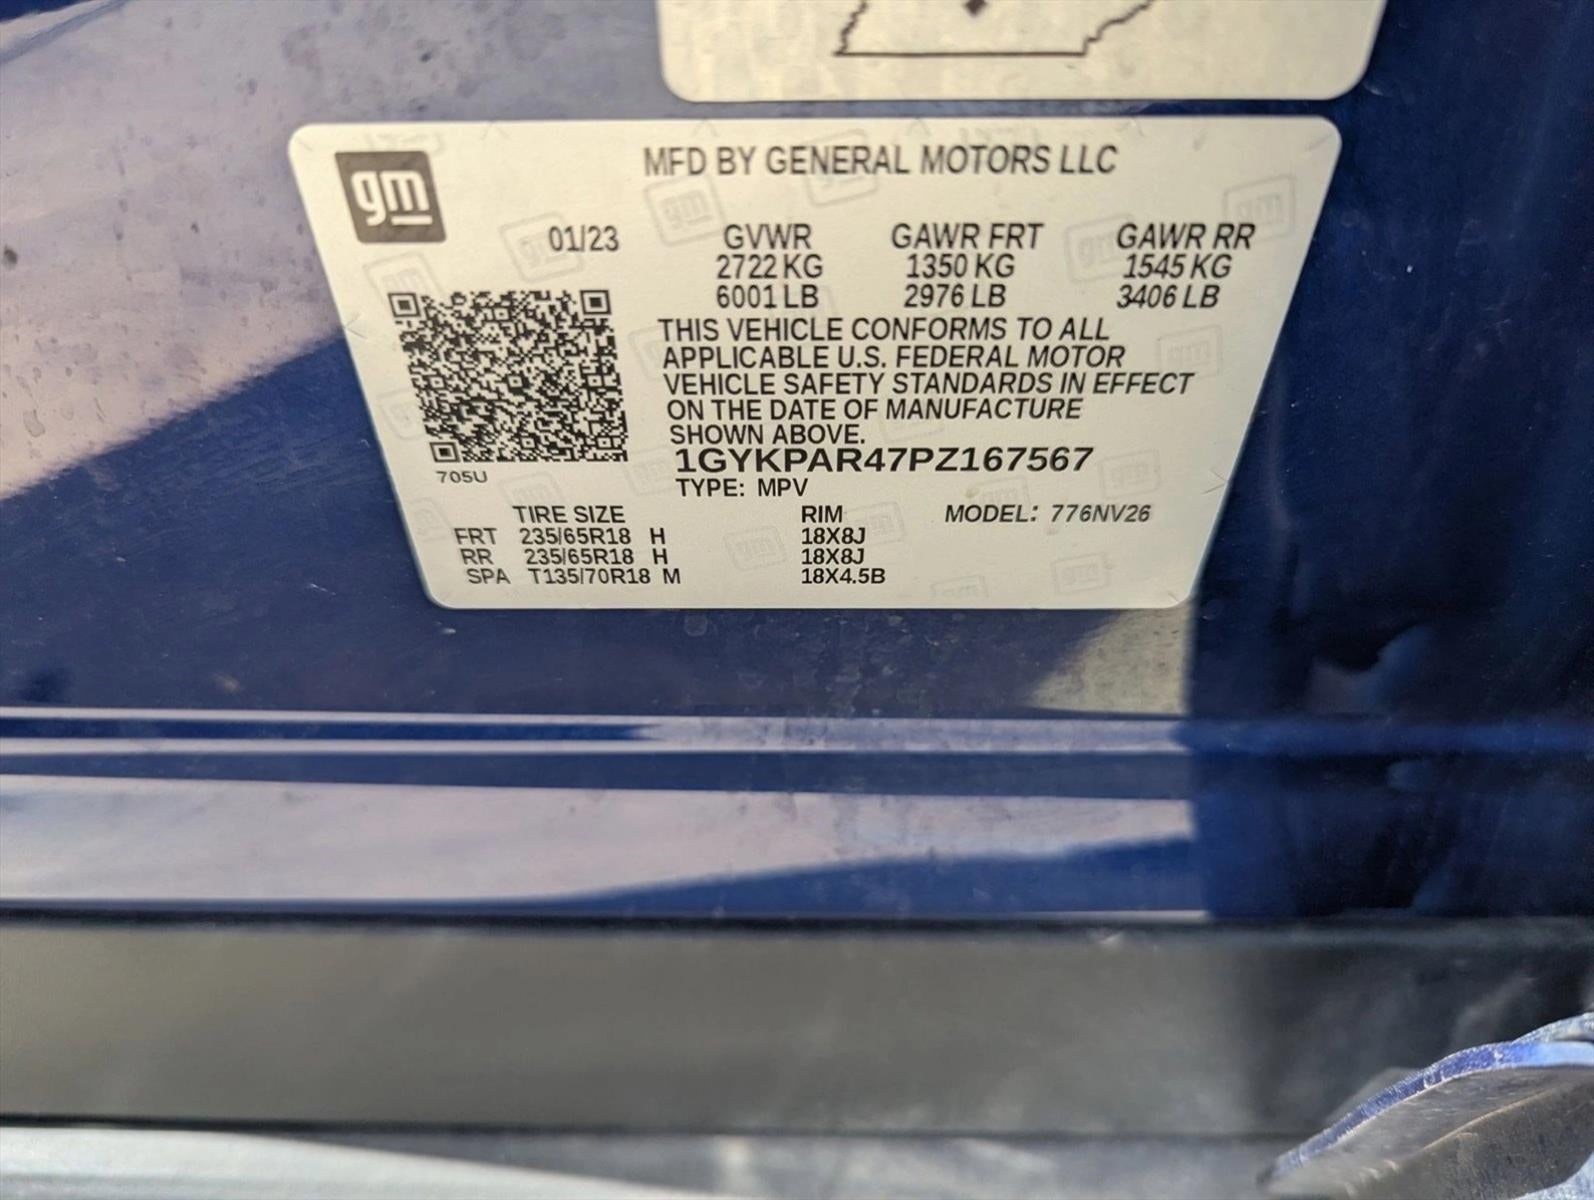 gm
MFD BY GENERAL MOTORS LLC
01/23 GVWR GAWR FRT GAWR RR
2722 KG 1350 KG 1545 KG
6001 LB 2976 LB 3406 LB
THIS VEHICLE CONFORMS TO ALL
APPLICABLE U.S. FEDERAL MOTOR
VEHICLE SAFETY STANDARDS IN EFFECT
ON THE DATE OF MANUFACTURE
SHOWN ABOVE.
705U
1GYKPAR47PZ167567
TYPE: MPV
TIRE SIZE RIM MODEL: 776NV26
FRT 235/65R18 H 18X8J
RR 235/65R18 H 18X8J
SPA T135/70R18 M 18X4.5B